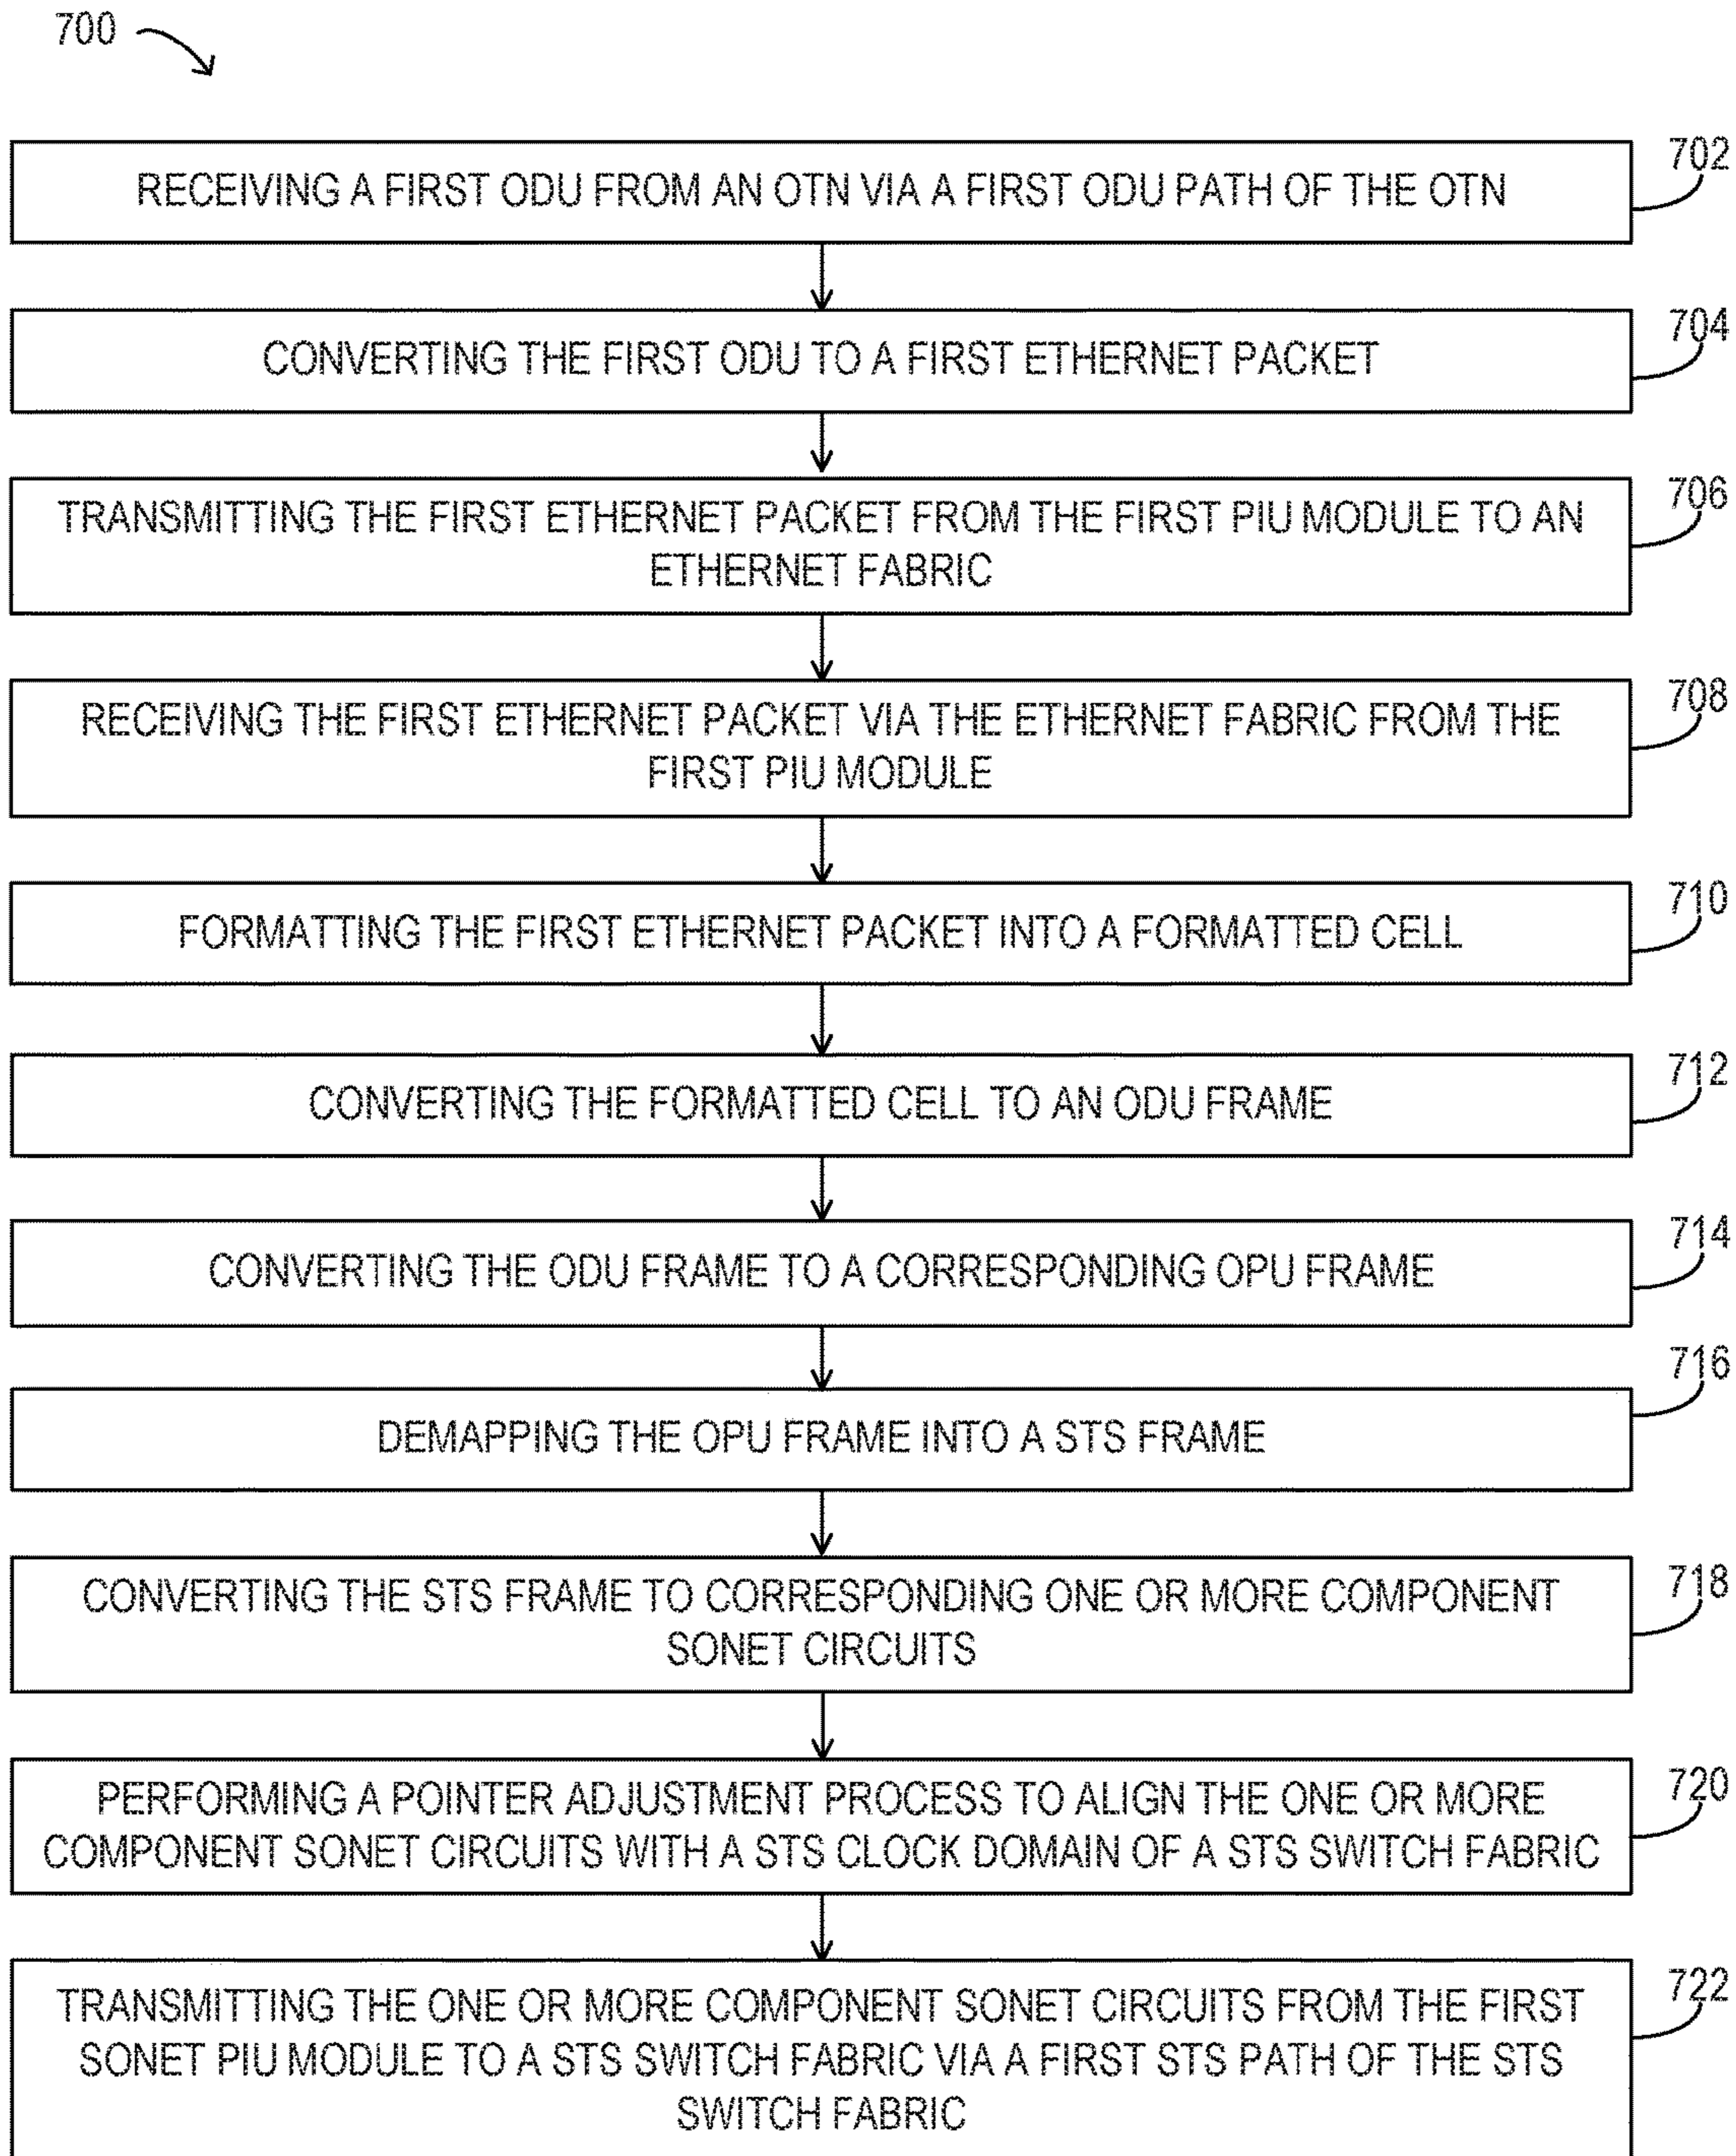 700
RECEIVING A FIRST ODU FROM AN OTN VIA A FIRST ODU PATH OF THE OTN
702
CONVERTING THE FIRST ODU TO A FIRST ETHERNET PACKET
704
TRANSMITTING THE FIRST ETHERNET PACKET FROM THE FIRST PIU MODULE TO AN
ETHERNET FABRIC
706
RECEIVING THE FIRST ETHERNET PACKET VIA THE ETHERNET FABRIC FROM THE
FIRST PIU MODULE
708
FORMATTING THE FIRST ETHERNET PACKET INTO A FORMATTED CELL
710
CONVERTING THE FORMATTED CELL TO AN ODU FRAME
712
CONVERTING THE ODU FRAME TO A CORRESPONDING OPU FRAME
714
DEMAPPING THE OPU FRAME INTO A STS FRAME
716
CONVERTING THE STS FRAME TO CORRESPONDING ONE OR MORE COMPONENT
SONET CIRCUITS
718
PERFORMING A POINTER ADJUSTMENT PROCESS TO ALIGN THE ONE OR MORE
COMPONENT SONET CIRCUITS WITH A STS CLOCK DOMAIN OF A STS SWITCH FABRIC
720
TRANSMITTING THE ONE OR MORE COMPONENT SONET CIRCUITS FROM THE FIRST
SONET PIU MODULE TO A STS SWITCH FABRIC VIA A FIRST STS PATH OF THE STS
SWITCH FABRIC
722